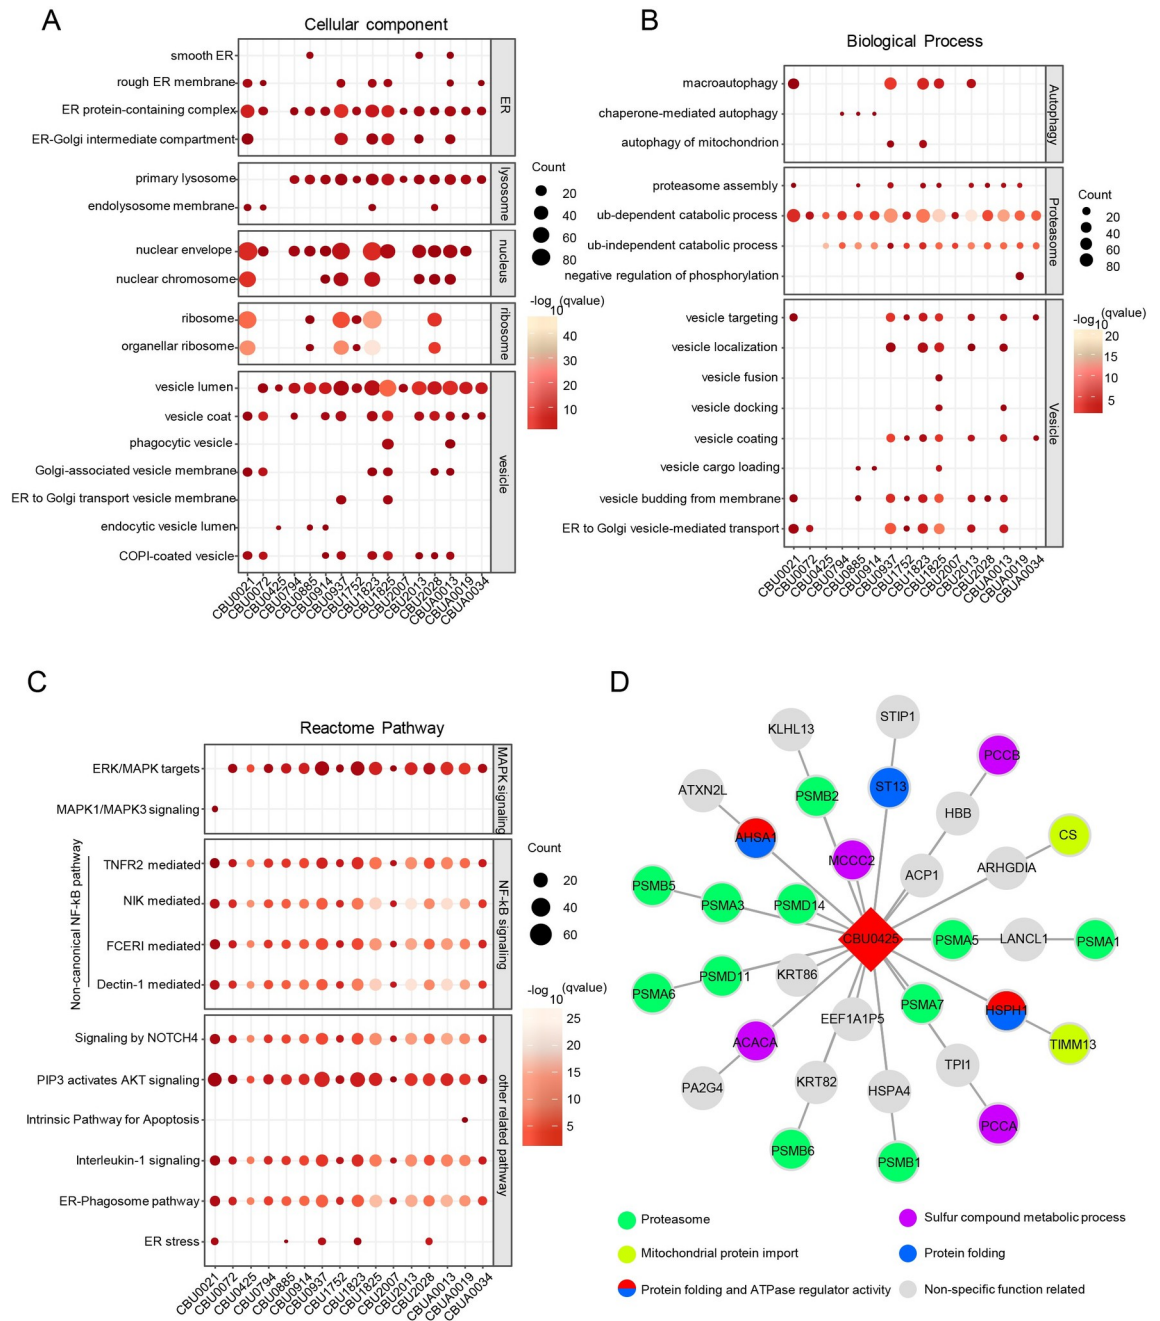 A
Cellular component
smooth ER
rough ER membrane
ER protein-containing complex
ER-Golgi intermediate compartment
ER
primary lysosome
endolysosome membrane
lysosome
nuclear envelope
nuclear chromosome
nucleus
ribosome
organellar ribosome
ribosome
vesicle lumen
vesicle coat
phagocytic vesicle
Golgi-associated vesicle membrane
ER to Golgi transport vesicle membrane
endocytic vesicle lumen
COPI-coated vesicle
vesicle
CBU0021
CBU0072
CBU0425
CBU0794
CBU0885
CBU0914
CBU0937
CBU1752
CBU1823
CBU1825
CBU2007
CBU2013
CBU2028
CBUA0013
CBUA0019
CBUA0034
Count
20
40
60
80
-log10(qvalue)
40
30
20
10
B
Biological Process
macroautophagy
chaperone-mediated autophagy
autophagy of mitochondrion
Autophagy
proteasome assembly
ub-dependent catabolic process
ub-independent catabolic process
negative regulation of phosphorylation
Proteasome
vesicle targeting
vesicle localization
vesicle fusion
vesicle docking
vesicle coating
vesicle cargo loading
vesicle budding from membrane
ER to Golgi vesicle-mediated transport
Vesicle
CBU0021
CBU0072
CBU0425
CBU0794
CBU0885
CBU0914
CBU0937
CBU1752
CBU1823
CBU1825
CBU2007
CBU2013
CBU2028
CBUA0013
CBUA0019
CBUA0034
Count
20
40
60
80
-log10(qvalue)
20
15
10
5
C
Reactome Pathway
ERK/MAPK targets
MAPK1/MAPK3 signaling
MAPK signaling
Non-canonical NF-kB pathway
TNFR2 mediated
NIK mediated
FCERI mediated
Dectin-1 mediated
NF-kB signaling
Signaling by NOTCH4
PIP3 activates AKT signaling
Intrinsic Pathway for Apoptosis
Interleukin-1 signaling
ER-Phagosome pathway
ER stress
other related pathway
CBU0021
CBU0072
CBU0425
CBU0794
CBU0885
CBU0914
CBU0937
CBU1752
CBU1823
CBU1825
CBU2007
CBU2013
CBU2028
CBUA0013
CBUA0019
CBUA0034
Count
20
40
60
-log10(qvalue)
25
20
15
10
5
D
STIP1
KLHL13
PCCB
ST13
ATXN2L
PSMB2
HBB
AHSA1
CS
MCCC2
ARHGDIA
ACP1
PSMB5
PSMA3
PSMD14
CBU0425
PSMA5
LANCL1
PSMA1
PSMD11
KRT86
PSMA6
PSMA7
HSPH1
EEF1A1P5
ACACA
TIMM13
TPI1
PA2G4
KRT82
HSPA4
PCCA
PSMB6
PSMB1
Proteasome
Sulfur compound metabolic process
Mitochondrial protein import
Protein folding
Protein folding and ATPase regulator activity
Non-specific function related